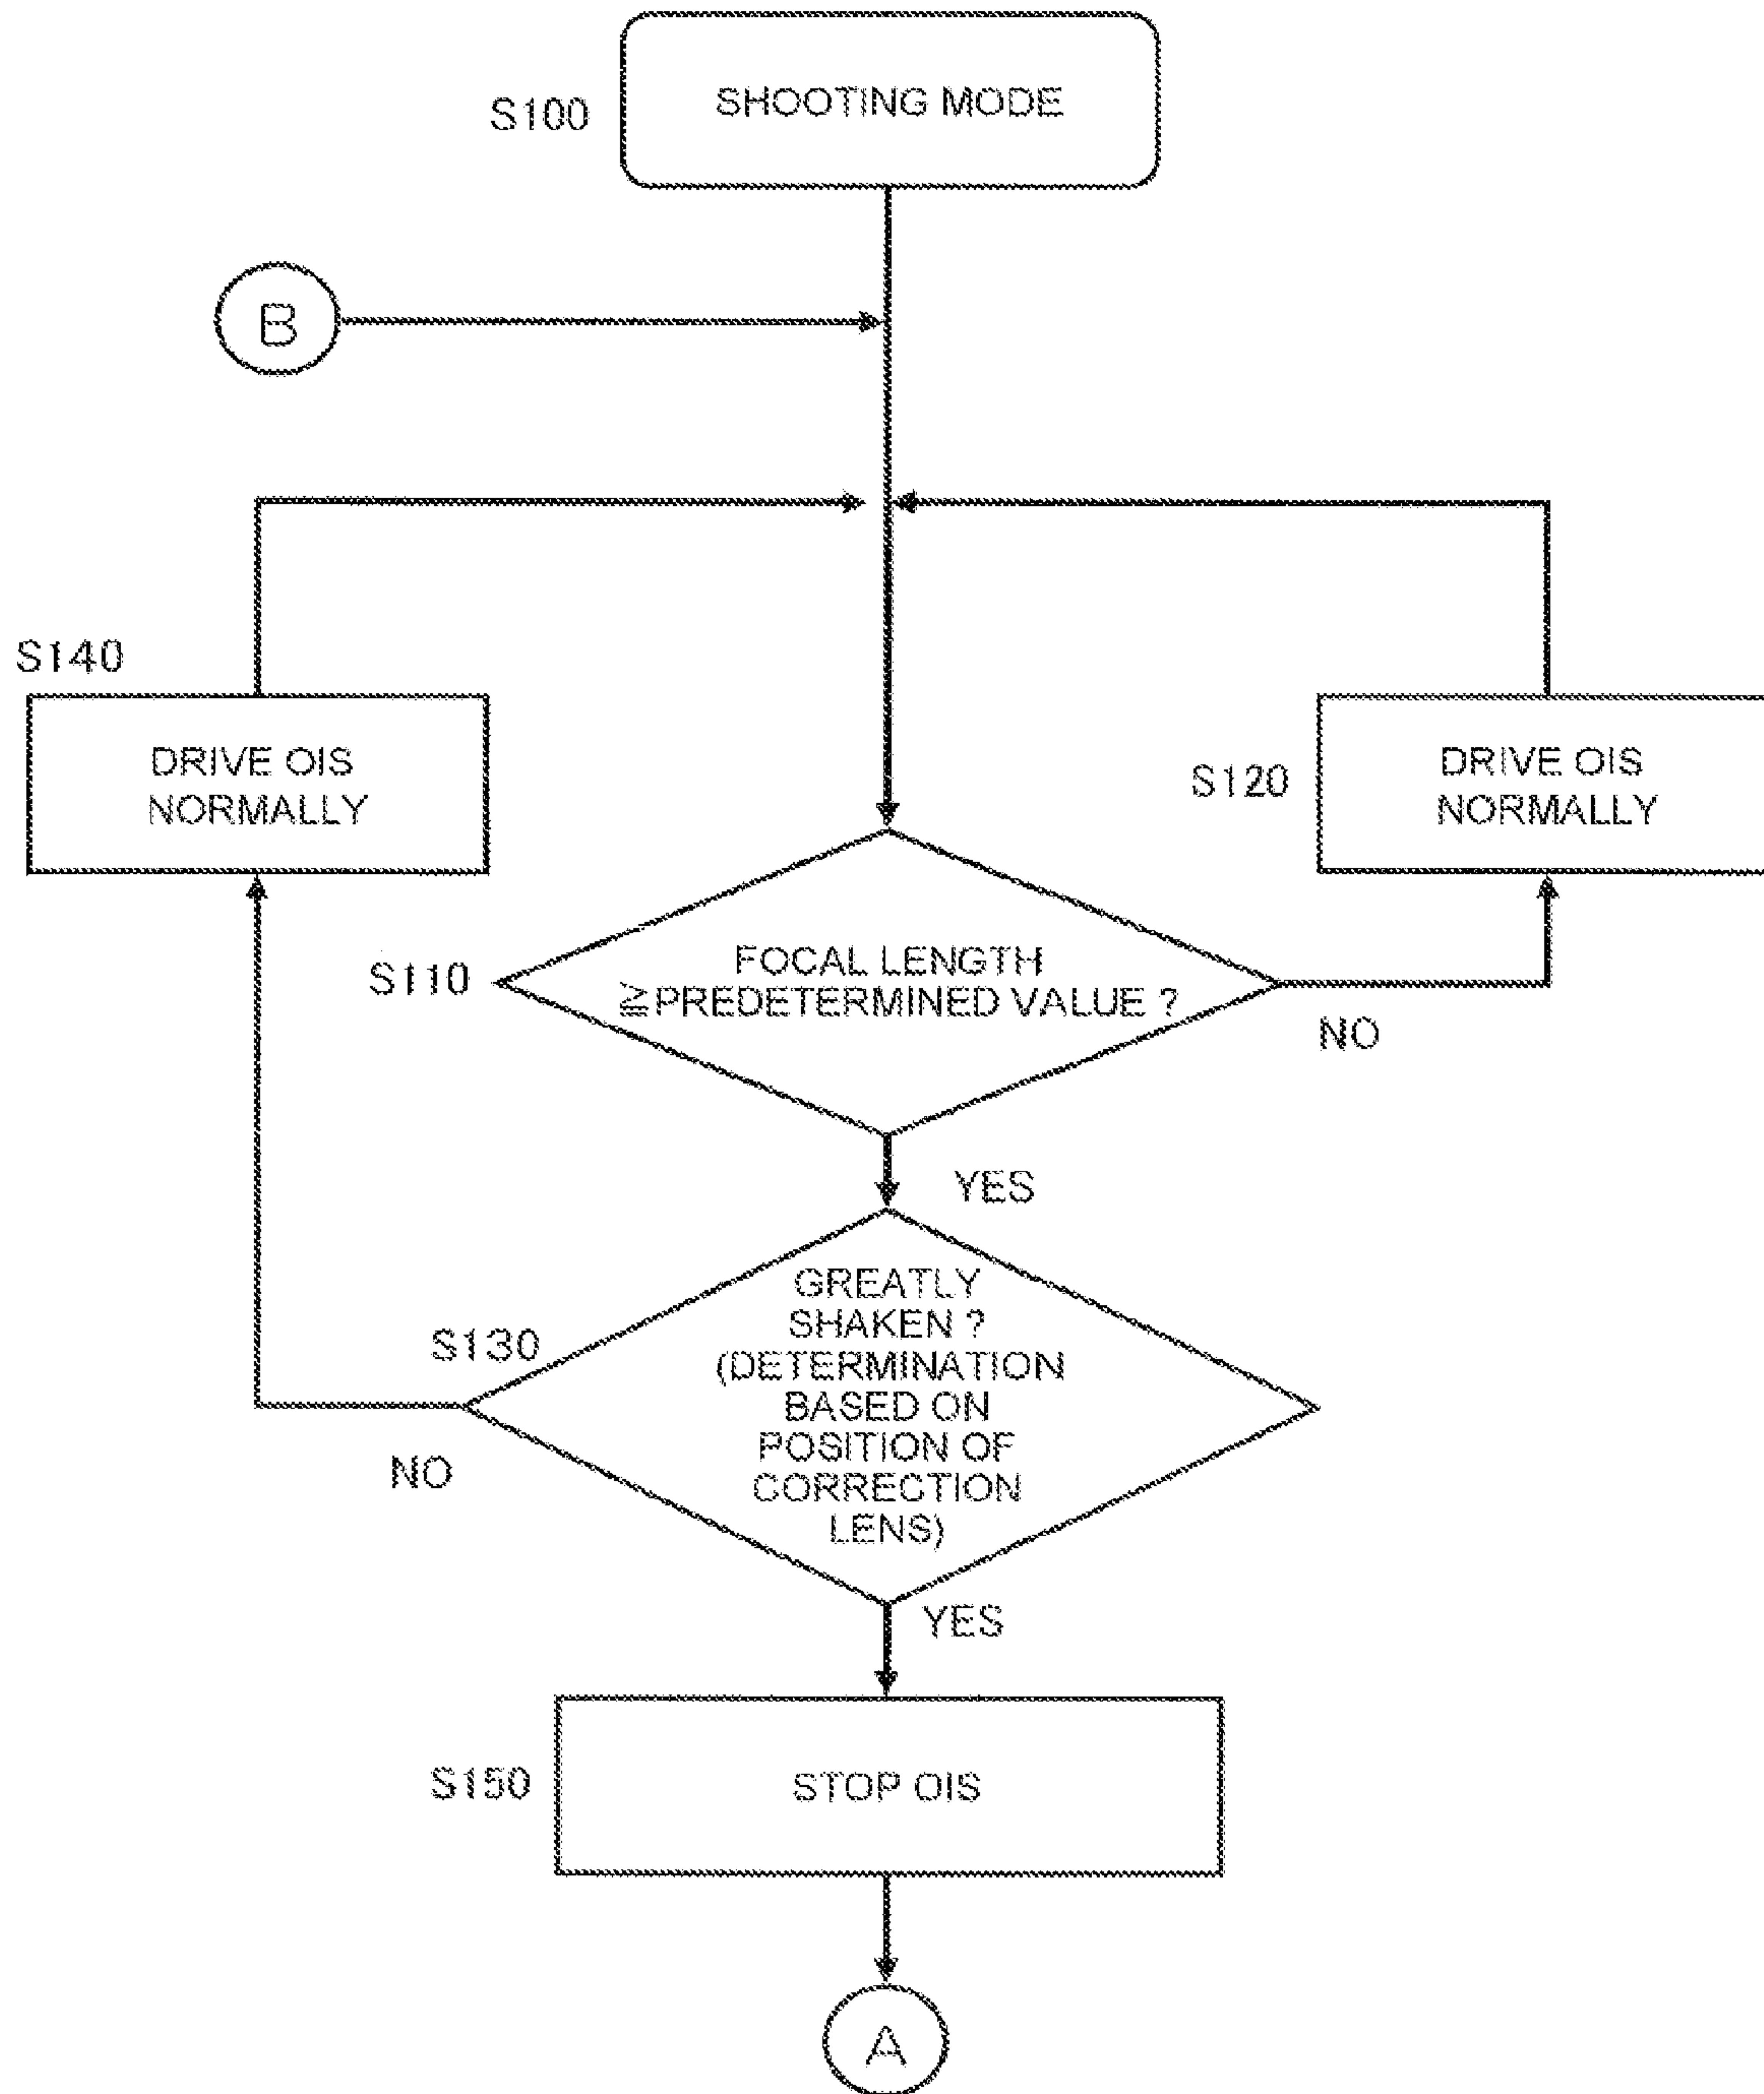 S100
SHOOTING MODE
B
S140
DRIVE OIS
NORMALLY
S120
DRIVE OIS
NORMALLY
S110
FOCAL LENGTH
≧PREDETERMINED VALUE ?
NO
YES
S130
GREATLY
SHAKEN ?
(DETERMINATION
BASED ON
POSITION OF
CORRECTION
LENS)
NO
YES
S150
STOP OIS
A